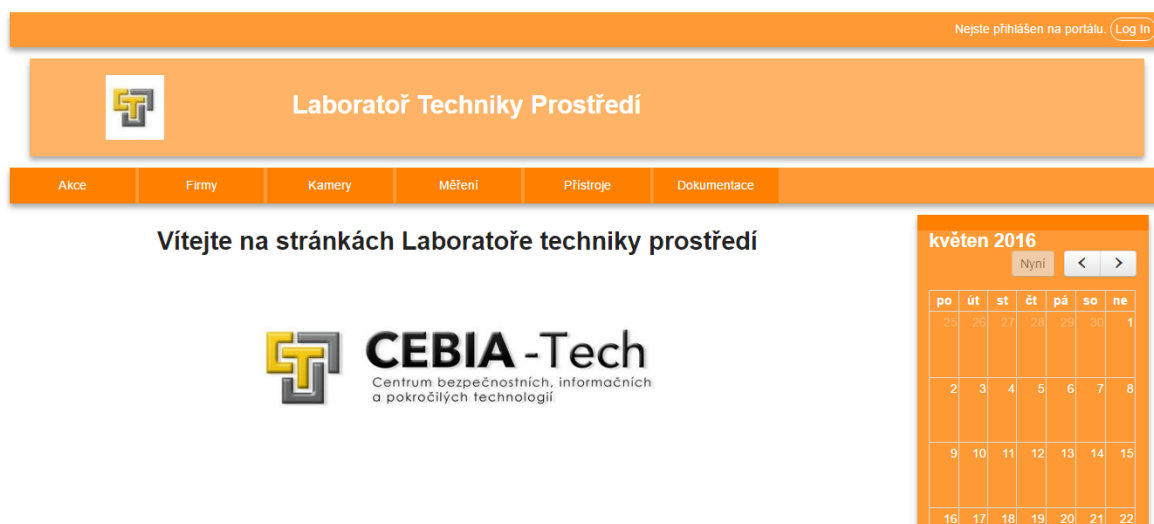 Nejste přihlášen na portálu. Log In
Laboratoř Techniky Prostředí
Akce Firmy Kamery Měření Přístroje Dokumentace
Vítejte na stránkách Laboratoře techniky prostředí
CEBIA -Tech
Centrum bezpečnostních, informačních
a pokročilých technologií
květen 2016
Nyní < >
po út st čt pá so ne
25 26 27 28 29 30 1
2 3 4 5 6 7 8
9 10 11 12 13 14 15
16 17 18 19 20 21 22